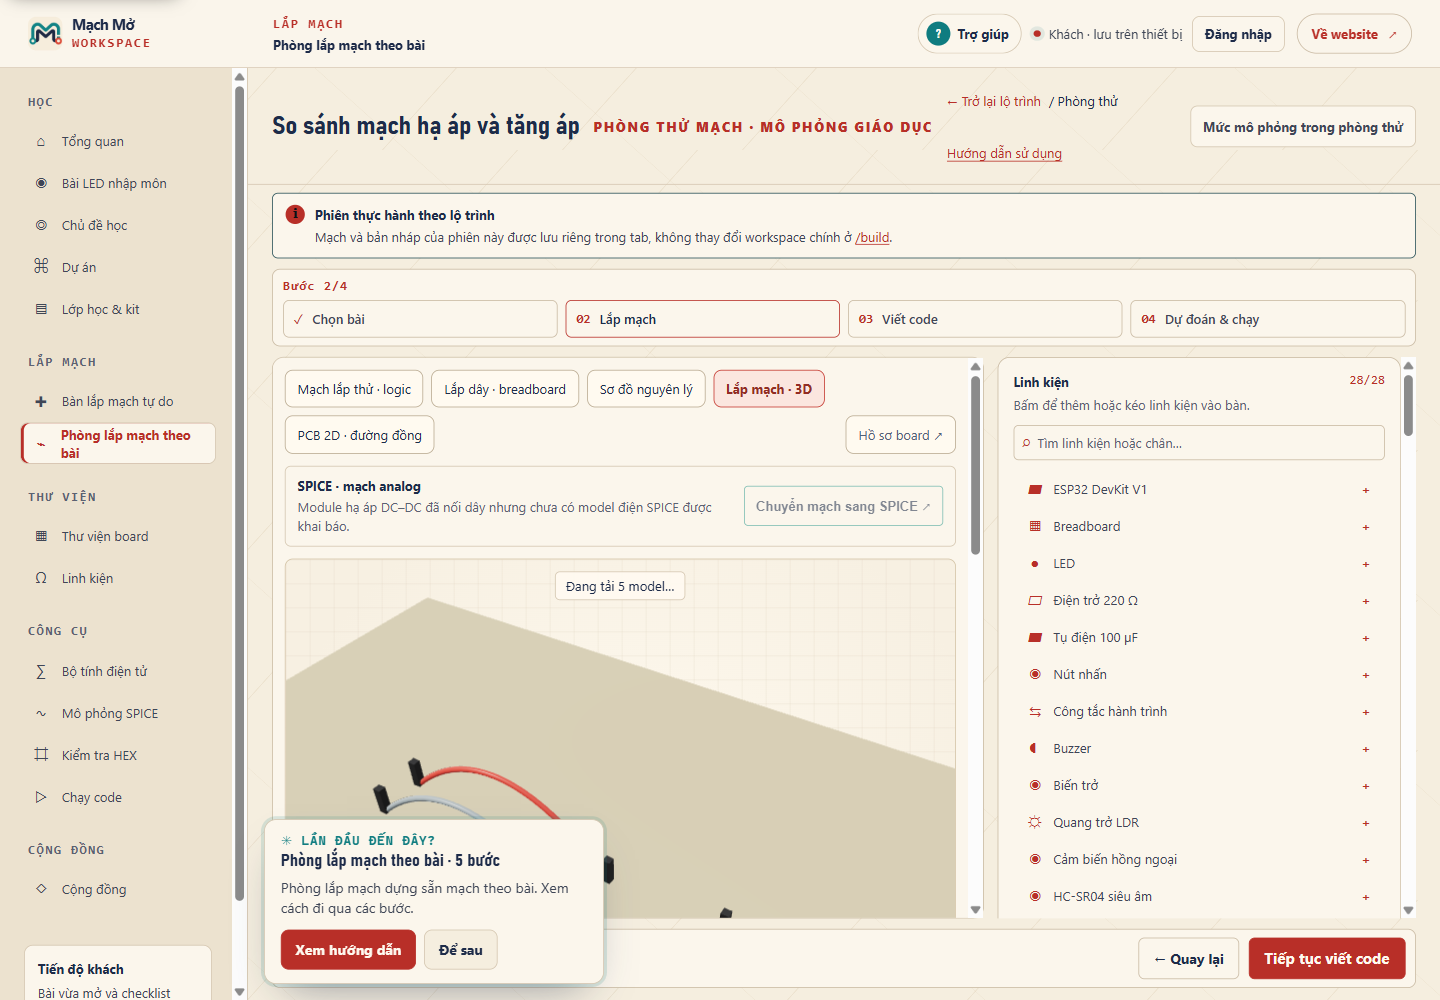 Mạch Mở
WORKSPACE
LẮP MẠCH
Phòng lắp mạch theo bài
? Trợ giúp
Khách · lưu trên thiết bị
Đăng nhập
Về website ↗
HỌC
Tổng quan
Bài LED nhập môn
Chủ đề học
Dự án
Lớp học & kit
LẮP MẠCH
Bàn lắp mạch tự do
Phòng lắp mạch theo
bài
THƯ VIỆN
Thư viện board
Linh kiện
CÔNG CỤ
Bộ tính điện tử
Mô phỏng SPICE
Kiểm tra HEX
Chạy code
CỘNG ĐỒNG
Cộng đồng
Tiến độ khách
Bài vừa mở và checklist
So sánh mạch hạ áp và tăng áp
PHÒNG THỬ MẠCH · MÔ PHỎNG GIÁO DỤC
← Trở lại lộ trình / Phòng thử
Hướng dẫn sử dụng
Mức mô phỏng trong phòng thử
Phiên thực hành theo lộ trình
Mạch và bản nháp của phiên này được lưu riêng trong tab, không thay đổi workspace chính ở /build.
Bước 2/4
✓ Chọn bài
02 Lắp mạch
03 Viết code
04 Dự đoán & chạy
Mạch lắp thử · logic
Lắp dây · breadboard
Sơ đồ nguyên lý
Lắp mạch · 3D
PCB 2D · đường đồng
Hồ sơ board ↗
SPICE · mạch analog
Module hạ áp DC–DC đã nối dây nhưng chưa có model điện SPICE được
khai báo.
Chuyển mạch sang SPICE ↗
Đang tải 5 model...
Linh kiện
28/28
Bấm để thêm hoặc kéo linh kiện vào bàn.
Tìm linh kiện hoặc chân...
ESP32 DevKit V1 +
Breadboard +
LED +
Điện trở 220 Ω +
Tụ điện 100 µF +
Nút nhấn +
Công tắc hành trình +
Buzzer +
Biến trở +
Quang trở LDR +
Cảm biến hồng ngoại +
HC-SR04 siêu âm +
✳ LẦN ĐẦU ĐẾN ĐÂY?
Phòng lắp mạch theo bài · 5 bước
Phòng lắp mạch dựng sẵn mạch theo bài. Xem
cách đi qua các bước.
Xem hướng dẫn
Để sau
← Quay lại
Tiếp tục viết code